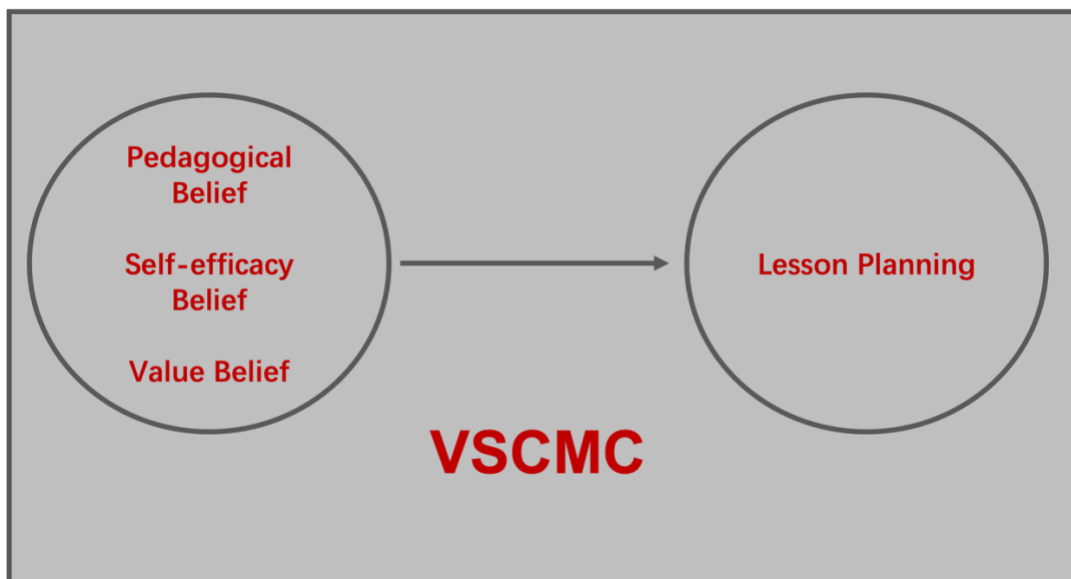 Pedagogical
Belief
Self-efficacy
Belief
Value Belief
Lesson Planning
VSCMC